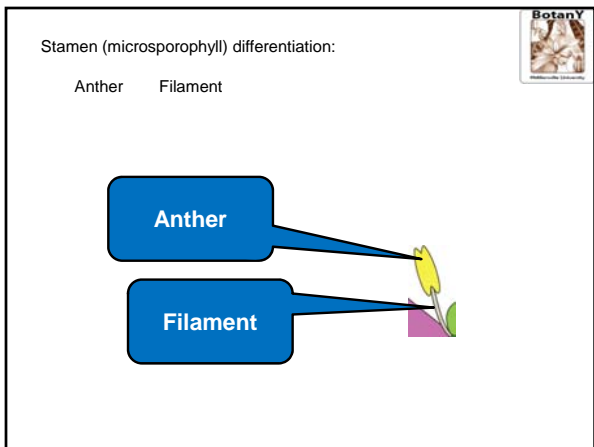 BotanY
Stamen (microsporophyll) differentiation:
Anther Filament
Anther
Filament